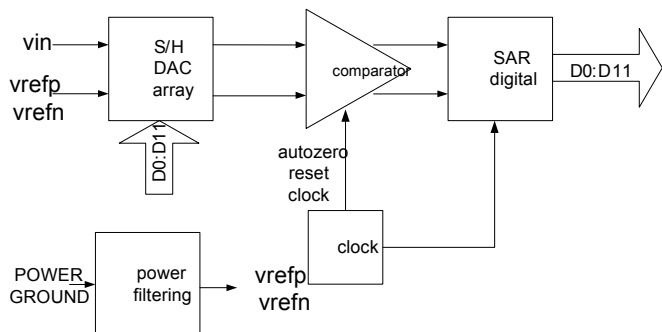 vin
vrefp
vrefn
S/H
DAC
array
D0:D11
comparator
autozero
reset
clock
SAR
digital
D0:D11
clock
POWER
GROUND
power
filtering
vrefp
vrefn